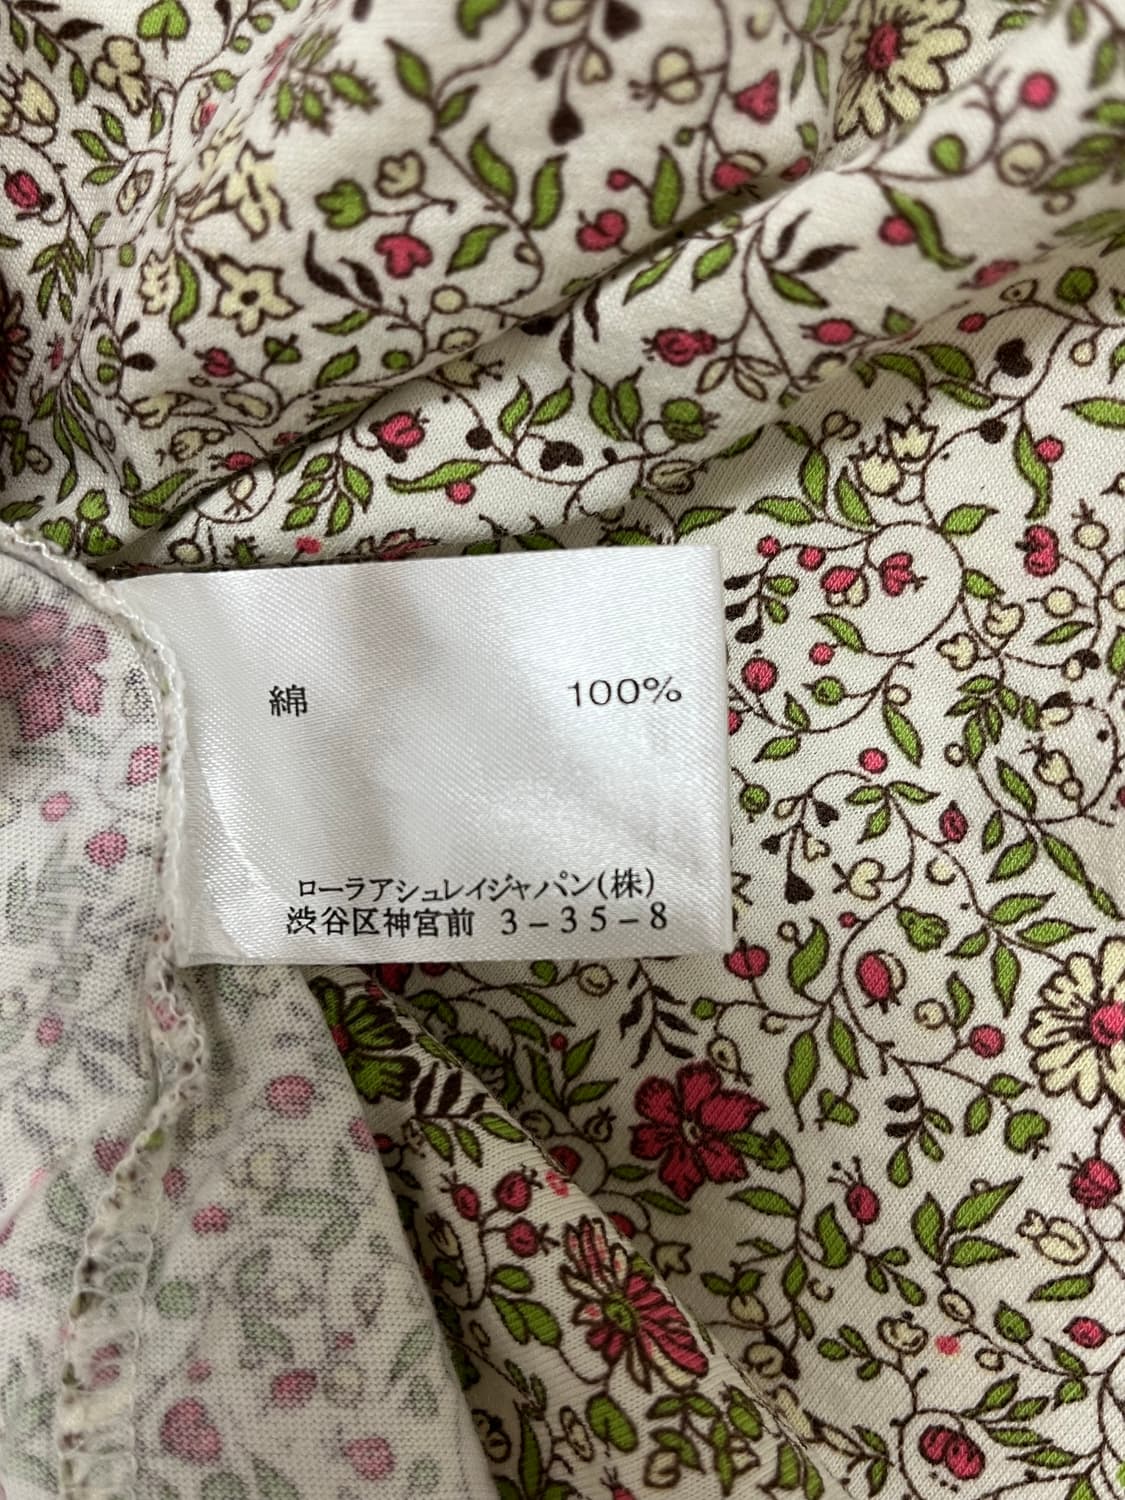 綿 100%
ローラアシュレイジャパン(株)
渋谷区神宮前 3-35-8